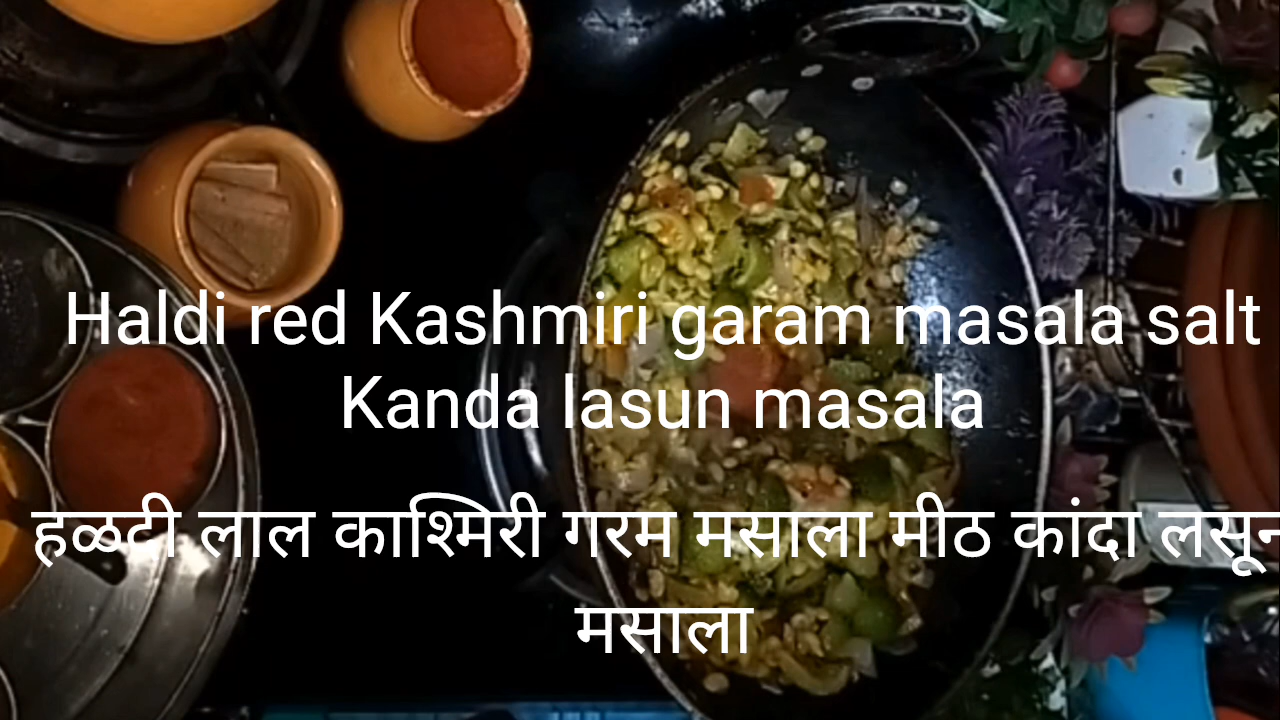 Haldi red Kashmiri garam masala salt
Kanda lasun masala
हळदी लाल काश्मिरी गरम मसाला मीठ कांदा लसून
मसाला